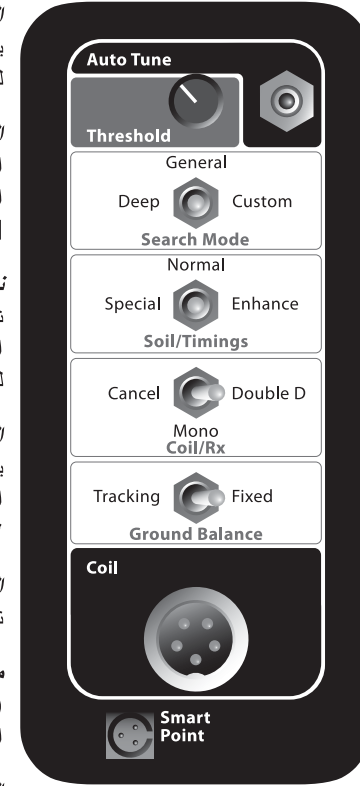 Auto Tune
Threshold
General
Deep Custom
Search Mode
Normal
Special Enhance
Soil/Timings
Cancel Double D
Mono
Coil/Rx
Tracking Fixed
Ground Balance
Coil
Smart
Point